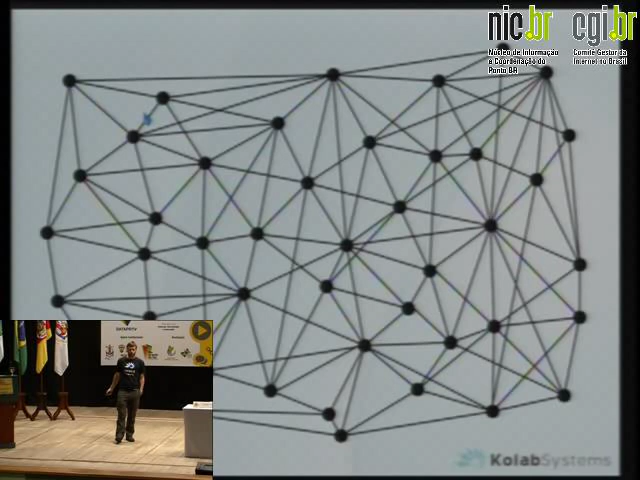 nic.br cgi.br
Núcleo de Informação
e Coordenação do
Ponto BR
Comitê Gestor da
Internet no Brasil
KolabSystems